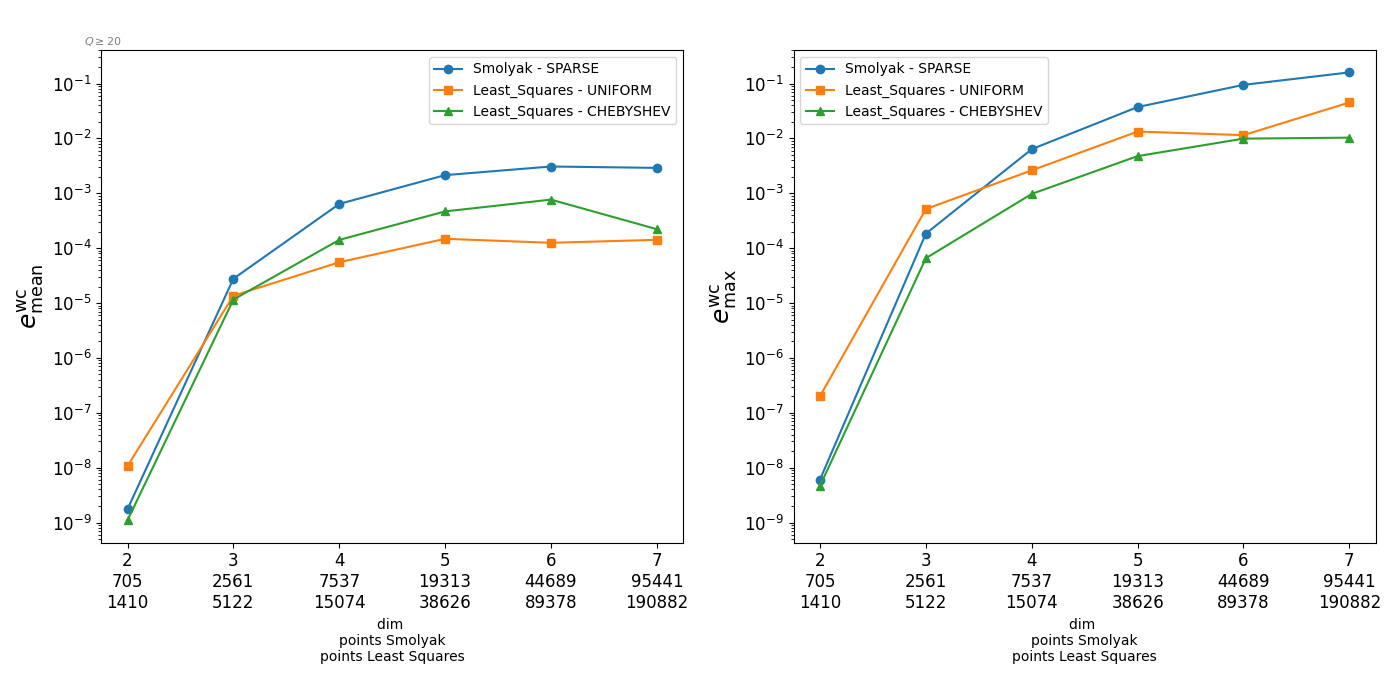 Q ≥ 20
Smolyak - SPARSE
Least_Squares - UNIFORM
Least_Squares - CHEBYSHEV
10⁻¹
10⁻²
10⁻³
10⁻⁴
10⁻⁵
10⁻⁶
10⁻⁷
10⁻⁸
10⁻⁹
e^wc_mean
2 3 4 5 6 7
705 2561 7537 19313 44689 95441
1410 5122 15074 38626 89378 190882
dim
points Smolyak
points Least Squares
Smolyak - SPARSE
Least_Squares - UNIFORM
Least_Squares - CHEBYSHEV
10⁻¹
10⁻²
10⁻³
10⁻⁴
10⁻⁵
10⁻⁶
10⁻⁷
10⁻⁸
10⁻⁹
e^wc_max
2 3 4 5 6 7
705 2561 7537 19313 44689 95441
1410 5122 15074 38626 89378 190882
dim
points Smolyak
points Least Squares